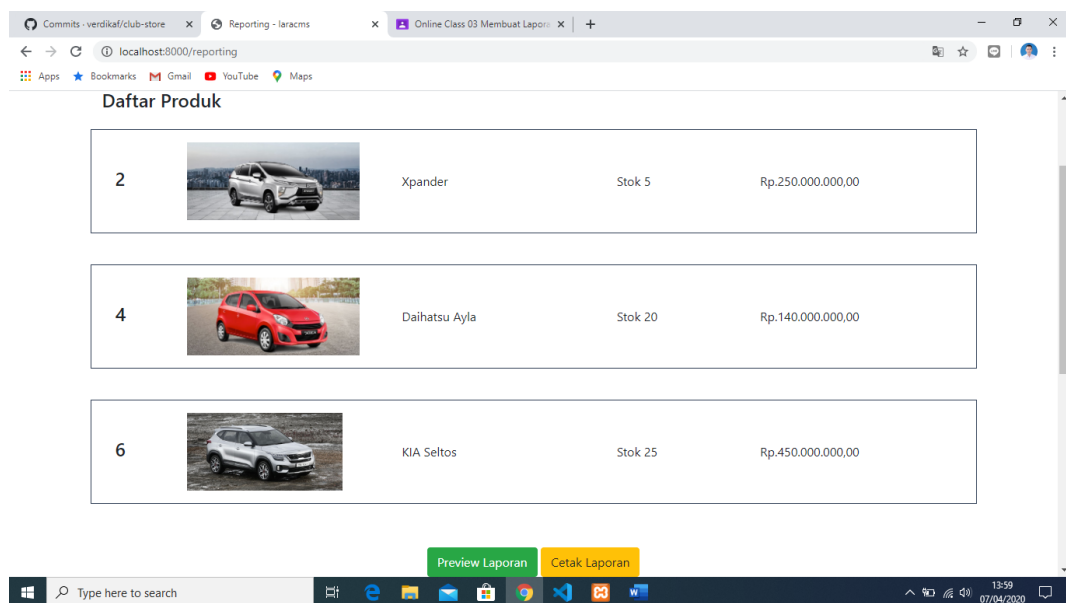 Commits · verdikaf/club-store
Reporting - laracms
Online Class 03 Membuat Lapora
localhost:8000/reporting
Apps Bookmarks Gmail YouTube Maps
Daftar Produk
2 Xpander Stok 5 Rp.250.000.000,00
4 Daihatsu Ayla Stok 20 Rp.140.000.000,00
6 KIA Seltos Stok 25 Rp.450.000.000,00
Preview Laporan Cetak Laporan
Type here to search
13:59
07/04/2020